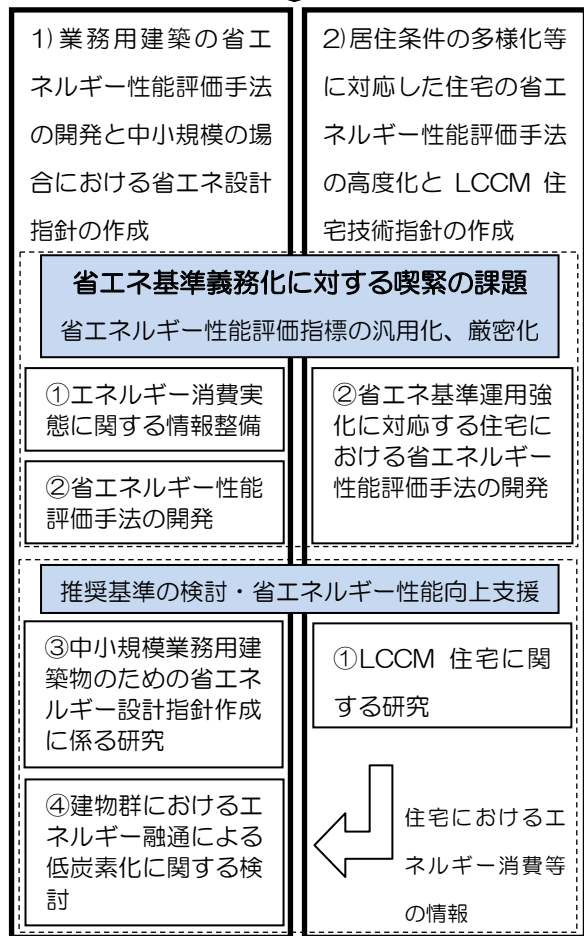 1)業務用建築の省エ
ネルギー性能評価手法
の開発と中小規模の場
合における省エネ設計
指針の作成
2)居住条件の多様化等
に対応した住宅の省エ
ネルギー性能評価手法
の高度化と LCCM 住
宅技術指針の作成
省エネ基準義務化に対する喫緊の課題
省エネルギー性能評価指標の汎用化、厳密化
①エネルギー消費実
態に関する情報整備
②省エネルギー性能
評価手法の開発
②省エネ基準運用強
化に対応する住宅に
おける省エネルギー
性能評価手法の開発
推奨基準の検討・省エネルギー性能向上支援
③中小規模業務用建
築物のための省エネ
ルギー設計指針作成
に係る研究
④建物群におけるエ
ネルギー融通による
低炭素化に関する検
討
①LCCM 住宅に関
する研究
住宅におけるエ
ネルギー消費等
の情報